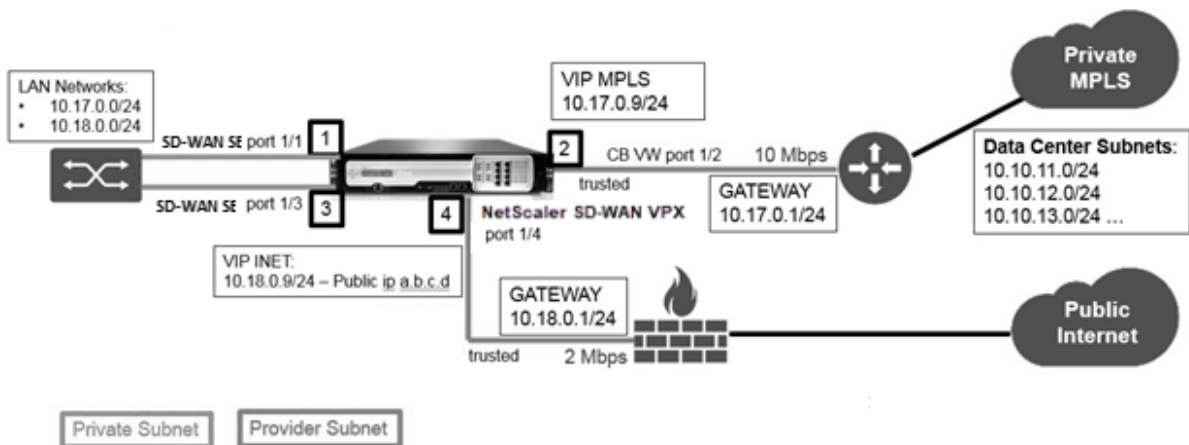 LAN Networks:
• 10.17.0.0/24
• 10.18.0.0/24
SD-WAN SE port 1/1
1
SD-WAN SE port 1/3
3
VIP MPLS
10.17.0.9/24
2
CB VW port 1/2
10 Mbps
trusted
GATEWAY
10.17.0.1/24
Private
MPLS
Data Center Subnets:
10.10.11.0/24
10.10.12.0/24
10.10.13.0/24 ...
4
NetScaler SD-WAN VPX
port 1/4
VIP INET:
10.18.0.9/24 – Public ip a.b.c.d
GATEWAY
10.18.0.1/24
trusted
2 Mbps
Public
Internet
Private Subnet
Provider Subnet